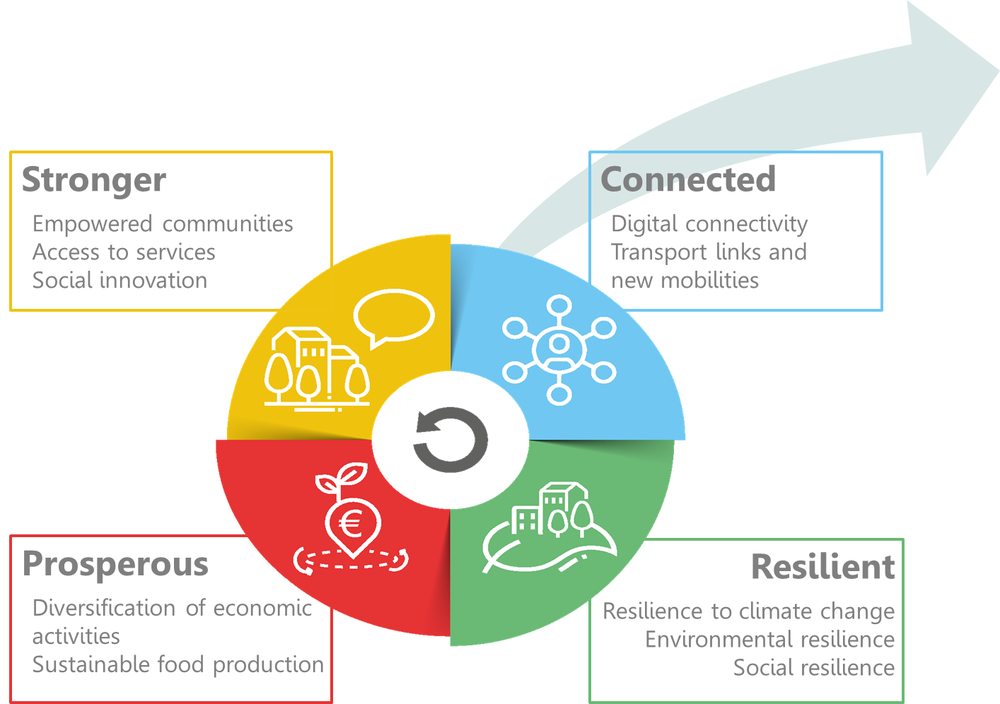 Stronger
Empowered communities
Access to services
Social innovation
Connected
Digital connectivity
Transport links and
new mobilities
€
Prosperous
Diversification of economic
activities
Sustainable food production
Resilient
Resilience to climate change
Environmental resilience
Social resilience